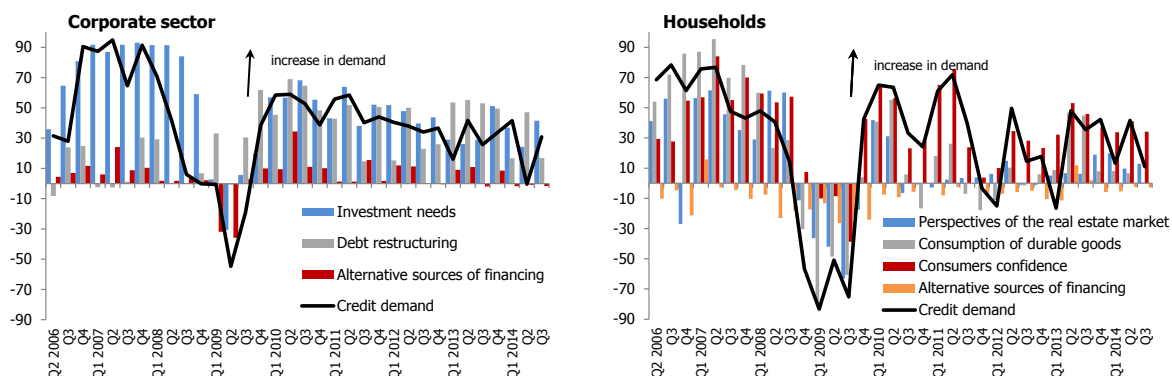 Corporate sector
90
70
50
30
10
-10
-30
-50
-70
-90
increase in demand
Investment needs
Debt restructuring
Alternative sources of financing
Credit demand
Q2 2006
Q3
Q4
Q1 2007
Q2
Q3
Q4
Q1 2008
Q2
Q3
Q4
Q1 2009
Q2
Q3
Q4
Q1 2010
Q2
Q3
Q4
Q1 2011
Q2
Q3
Q4
Q1 2012
Q2
Q3
Q4
Q1 2013
Q2
Q3
Q4
Q1 2014
Q2
Q3
Households
90
70
50
30
10
-10
-30
-50
-70
-90
increase in demand
Perspectives of the real estate market
Consumption of durable goods
Consumers confidence
Alternative sources of financing
Credit demand
Q2 2006
Q3
Q4
Q1 2007
Q2
Q3
Q4
Q1 2008
Q2
Q3
Q4
Q1 2009
Q2
Q3
Q4
Q1 2010
Q2
Q3
Q4
Q1 2011
Q2
Q3
Q4
Q1 2012
Q2
Q3
Q4
Q1 2013
Q2
Q3
Q4
Q1 2014
Q2
Q3